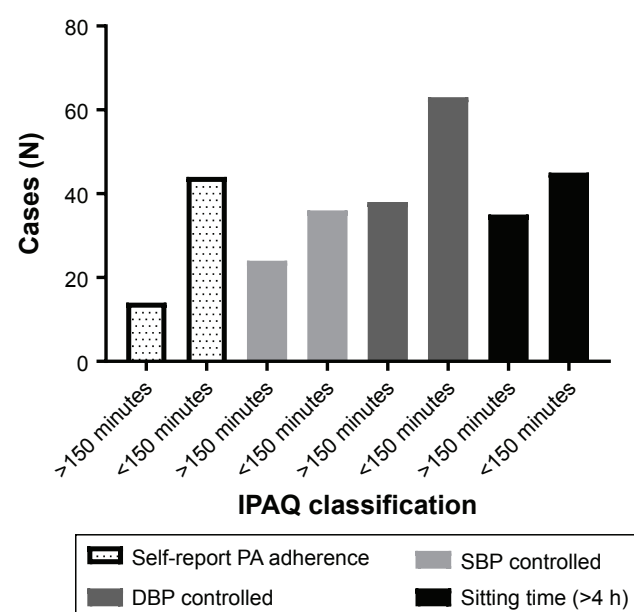 80
60
40
20
0
Cases (N)
>150 minutes
<150 minutes
>150 minutes
<150 minutes
>150 minutes
<150 minutes
>150 minutes
<150 minutes
IPAQ classification
Self-report PA adherence
SBP controlled
DBP controlled
Sitting time (>4 h)